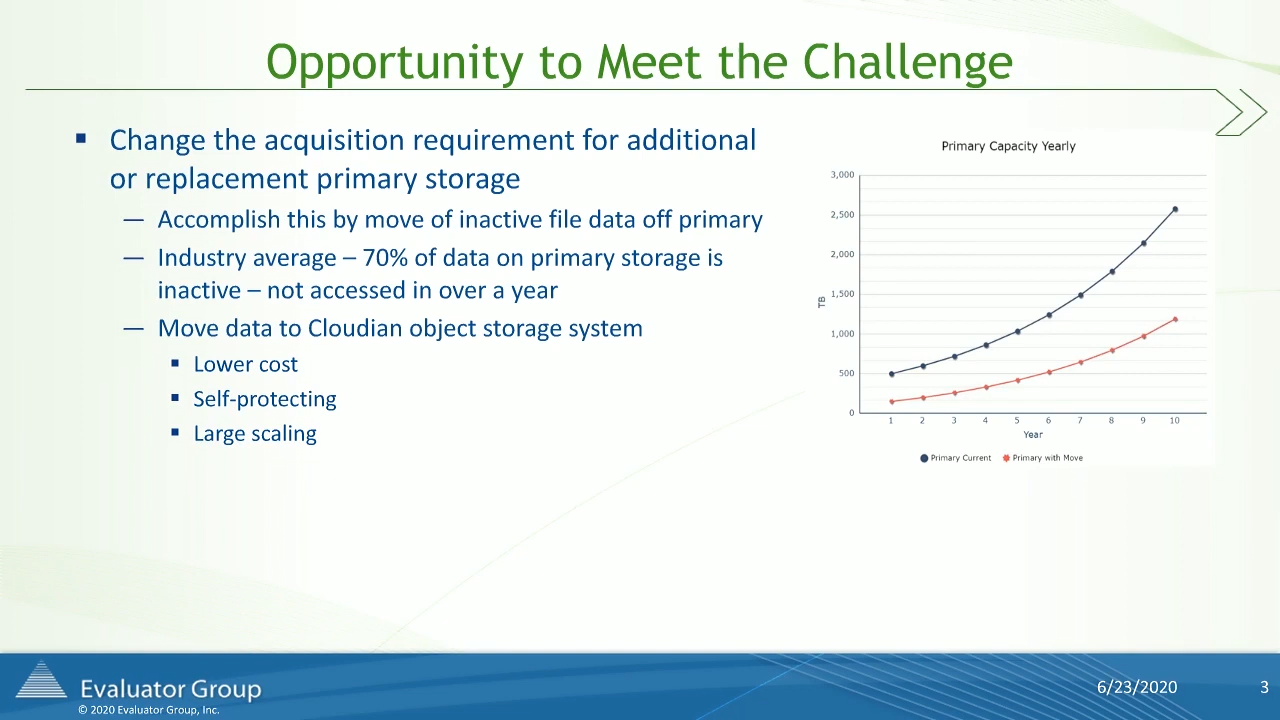 Opportunity to Meet the Challenge
▪ Change the acquisition requirement for additional
or replacement primary storage
— Accomplish this by move of inactive file data off primary
— Industry average – 70% of data on primary storage is
inactive – not accessed in over a year
— Move data to Cloudian object storage system
▪ Lower cost
▪ Self-protecting
▪ Large scaling
Primary Capacity Yearly
3,000
2,500
2,000
1,500
1,000
500
0
TB
1 2 3 4 5 6 7 8 9 10
Year
Primary Current Primary with Move
Evaluator Group
© 2020 Evaluator Group, Inc.
6/23/2020
3